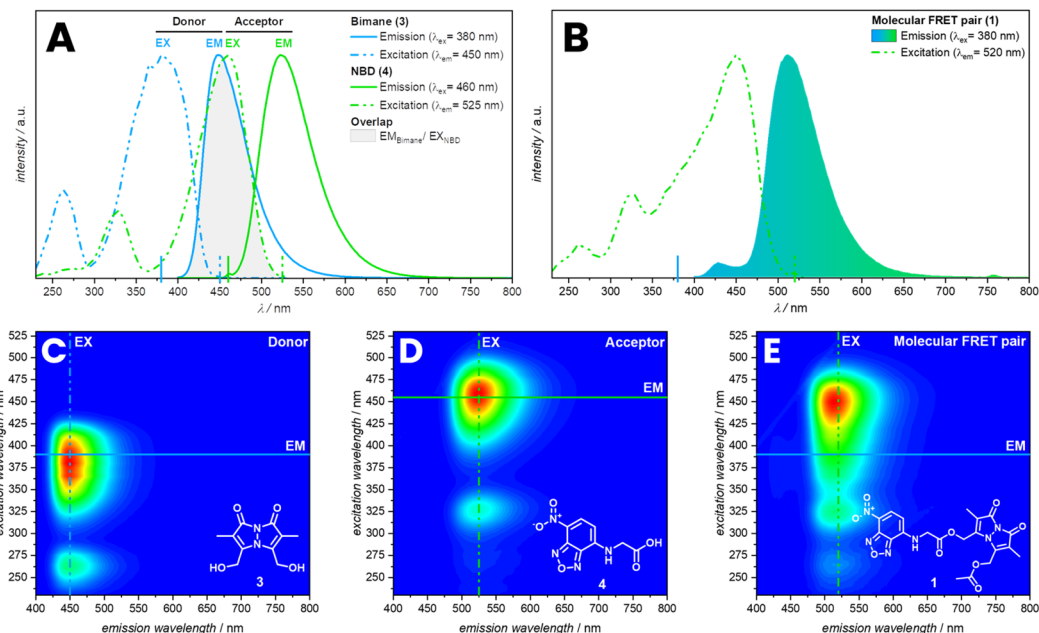 A
Donor
Acceptor
EX
EM
EX
EM
Bimane (3)
Emission (λex= 380 nm)
Excitation (λem= 450 nm)
NBD (4)
Emission (λex= 460 nm)
Excitation (λem= 525 nm)
Overlap
EMBimane/ EXNBD
intensity / a.u.
250 300 350 400 450 500 550 600 650 700 750 800
λ / nm
B
Molecular FRET pair (1)
Emission (λex= 380 nm)
Excitation (λem= 520 nm)
intensity / a.u.
250 300 350 400 450 500 550 600 650 700 750 800
λ / nm
C
EX
Donor
EM
525
500
475
450
425
400
375
350
325
300
275
250
excitation wavelength / nm
O
O
N
N
HO
OH
3
400 450 500 550 600 650 700 750 800
emission wavelength / nm
D
EX
Acceptor
EM
525
500
475
450
425
400
375
350
325
300
275
250
excitation wavelength / nm
O
-O
N+
N
O
N
N
H
OH
O
4
400 450 500 550 600 650 700 750 800
emission wavelength / nm
E
EX
Molecular FRET pair
EM
525
500
475
450
425
400
375
350
325
300
275
250
excitation wavelength / nm
O
-O
N+
N
O
N
N
H
O
O
O
N
N
O
O
O
1
400 450 500 550 600 650 700 750 800
emission wavelength / nm